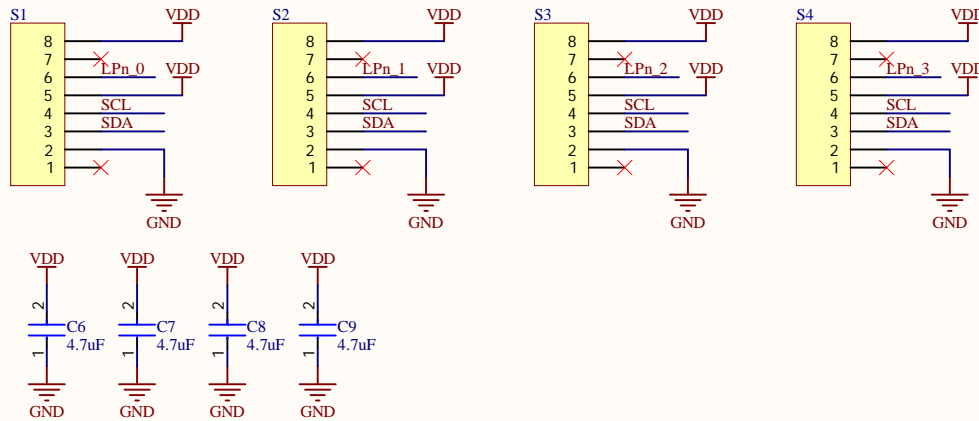 S1 VDD S2 VDD S3 VDD S4 VDD
8 8 8 8
7 VDD 7 VDD 7 VDD 7 VDD
6 LPn_0 6 LPn_1 6 LPn_2 6 LPn_3
5 5 5 5
4 SCL 4 SCL 4 SCL 4 SCL
3 SDA 3 SDA 3 SDA 3 SDA
2 2 2 2
1 1 1 1
GND GND GND GND
VDD VDD VDD VDD
2 2 2 2
C6 C7 C8 C9
1 4.7uF 1 4.7uF 1 4.7uF 1 4.7uF
GND GND GND GND